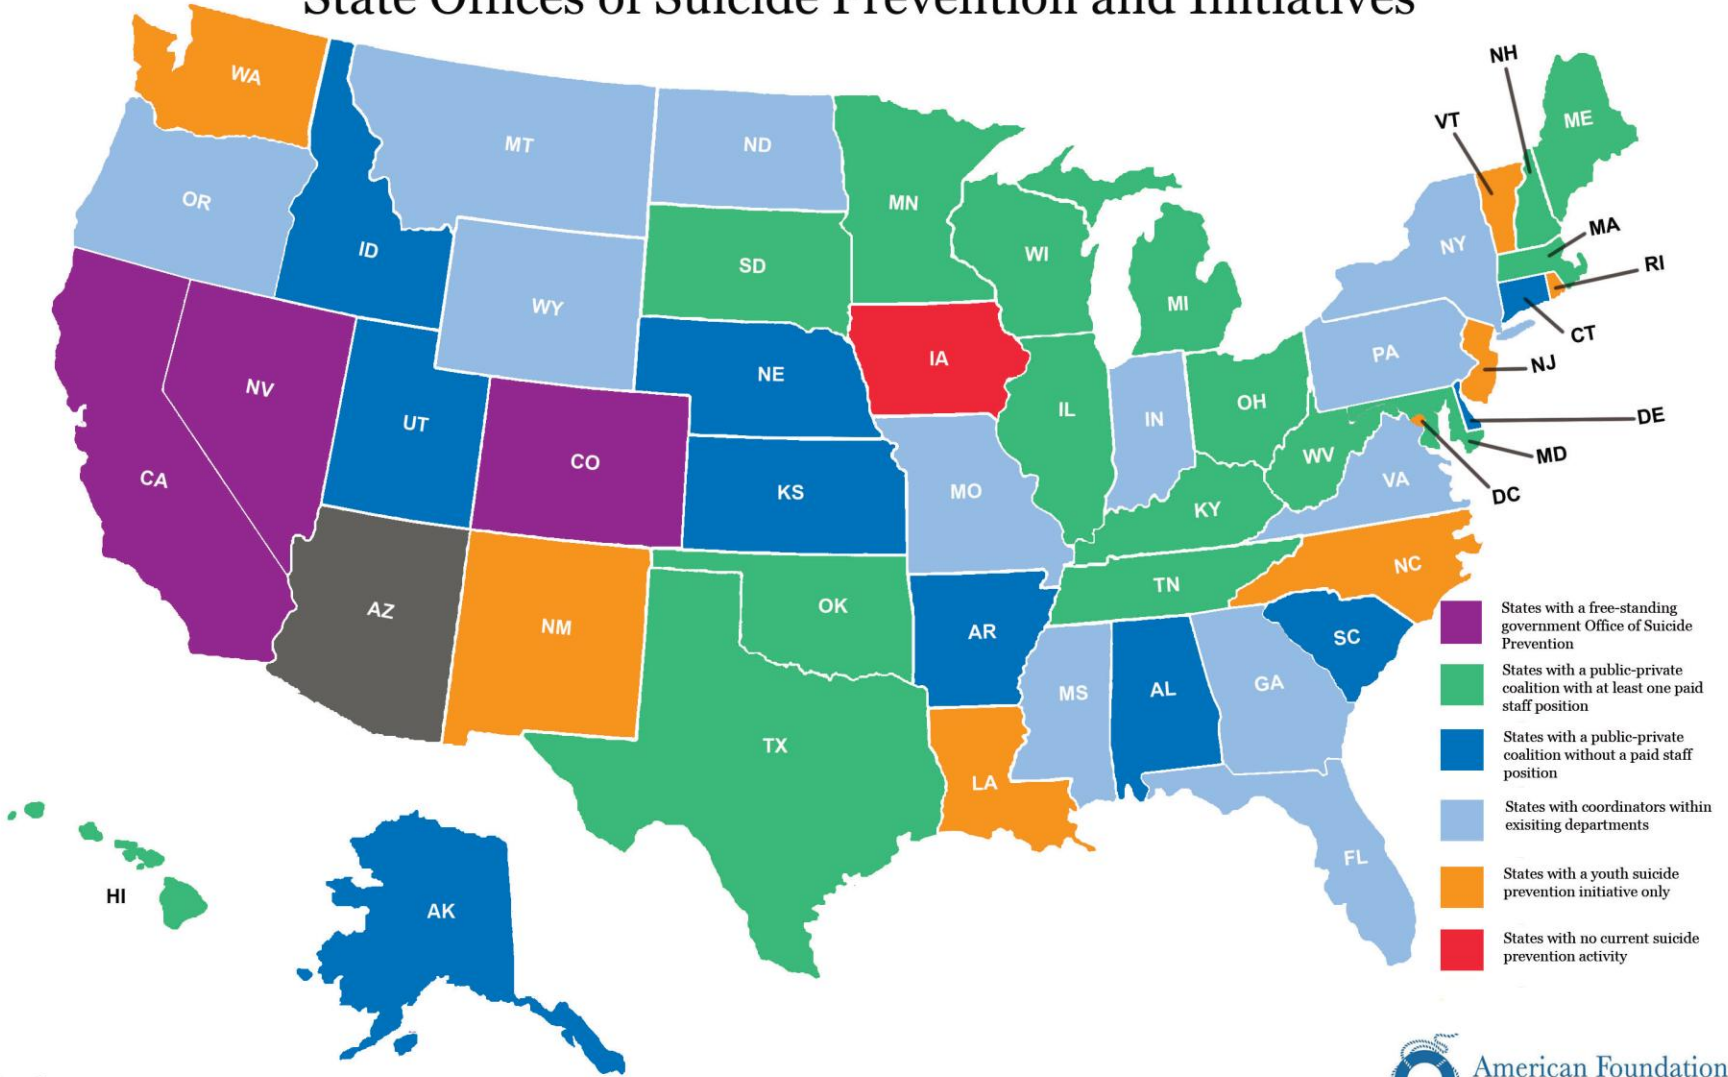 State Offices of Suicide Prevention and Initiatives
NH
WA
ME
VT
MT
ND
OR
MN
MA
NY
ID
WI
RI
SD
MI
WY
CT
IA
PA
NJ
NE
NV
OH
IL
DE
UT
IN
MD
CO
WV
CA
VA
KS
MO
DC
KY
NC
TN
AZ
OK
NM
AR
SC
MS
AL
GA
TX
LA
FL
HI
AK
States with a free-standing
government Office of Suicide
Prevention
States with a public-private
coalition with at least one paid
staff position
States with a public-private
coalition without a paid staff
position
States with coordinators within
exisiting departments
States with a youth suicide
prevention initiative only
States with no current suicide
prevention activity
American Foundation